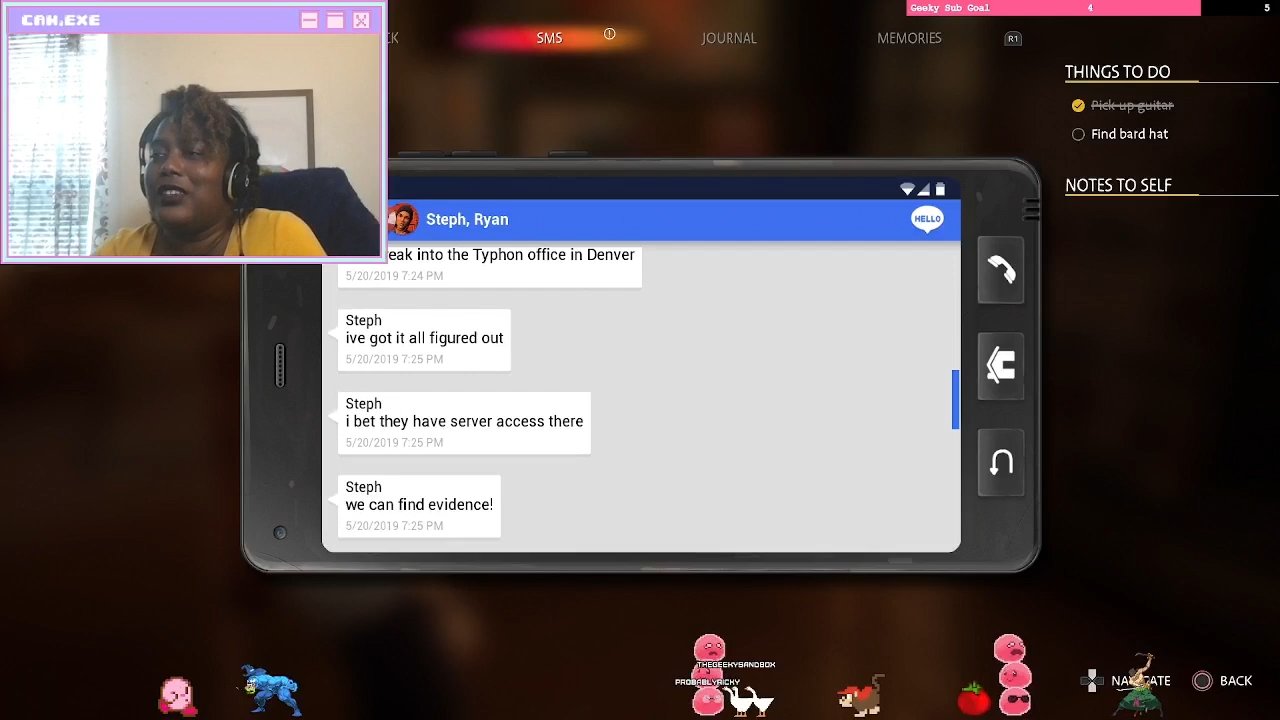 CAH.EXE
Geeky Sub Goal 4 5
CK
SMS
JOURNAL
MEMORIES
R1
THINGS TO DO
Pick up guitar
Find bard hat
NOTES TO SELF
Steph, Ryan
HELLO
eak into the Typhon office in Denver
5/20/2019 7:24 PM
Steph
ive got it all figured out
5/20/2019 7:25 PM
Steph
i bet they have server access there
5/20/2019 7:25 PM
Steph
we can find evidence!
5/20/2019 7:25 PM
THEGEEKYSANDBOX
PROBABLYRICKY
BACK